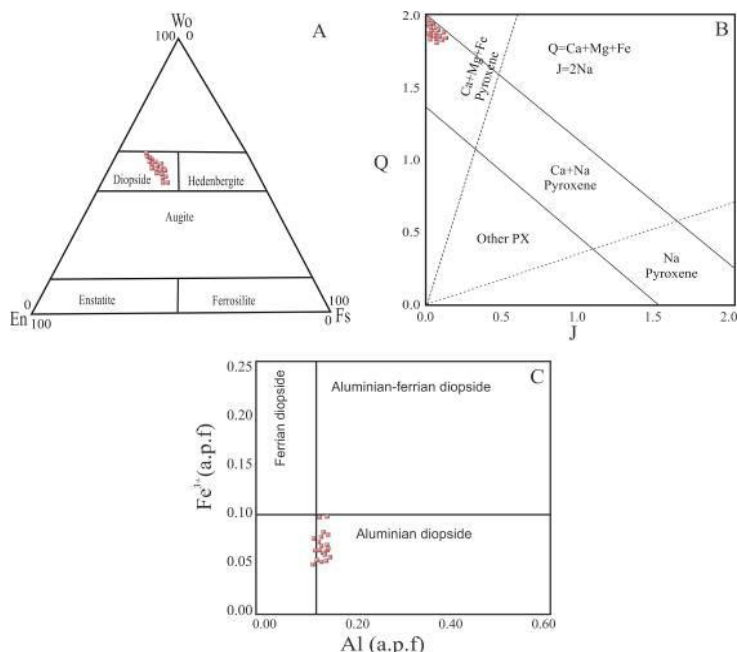 Wo
100 0
A
Diopside
Hedenbergite
Augite
Enstatite
Ferrosilite
0
En 100
100
0 Fs
B
2.0
1.5
1.0
Q
0.5
0.0
Ca+Mg+Fe
Pyroxene
Q=Ca+Mg+Fe
J=2Na
Ca+Na
Pyroxene
Other PX
Na
Pyroxene
0.0 0.5 1.0 1.5 2.0
J
C
0.25
0.20
0.15
0.10
0.05
0.00
Fe³⁺(a.p.f)
Ferrian diopside
Aluminian-ferrian diopside
Aluminian diopside
0.00 0.20 0.40 0.60
Al (a.p.f)